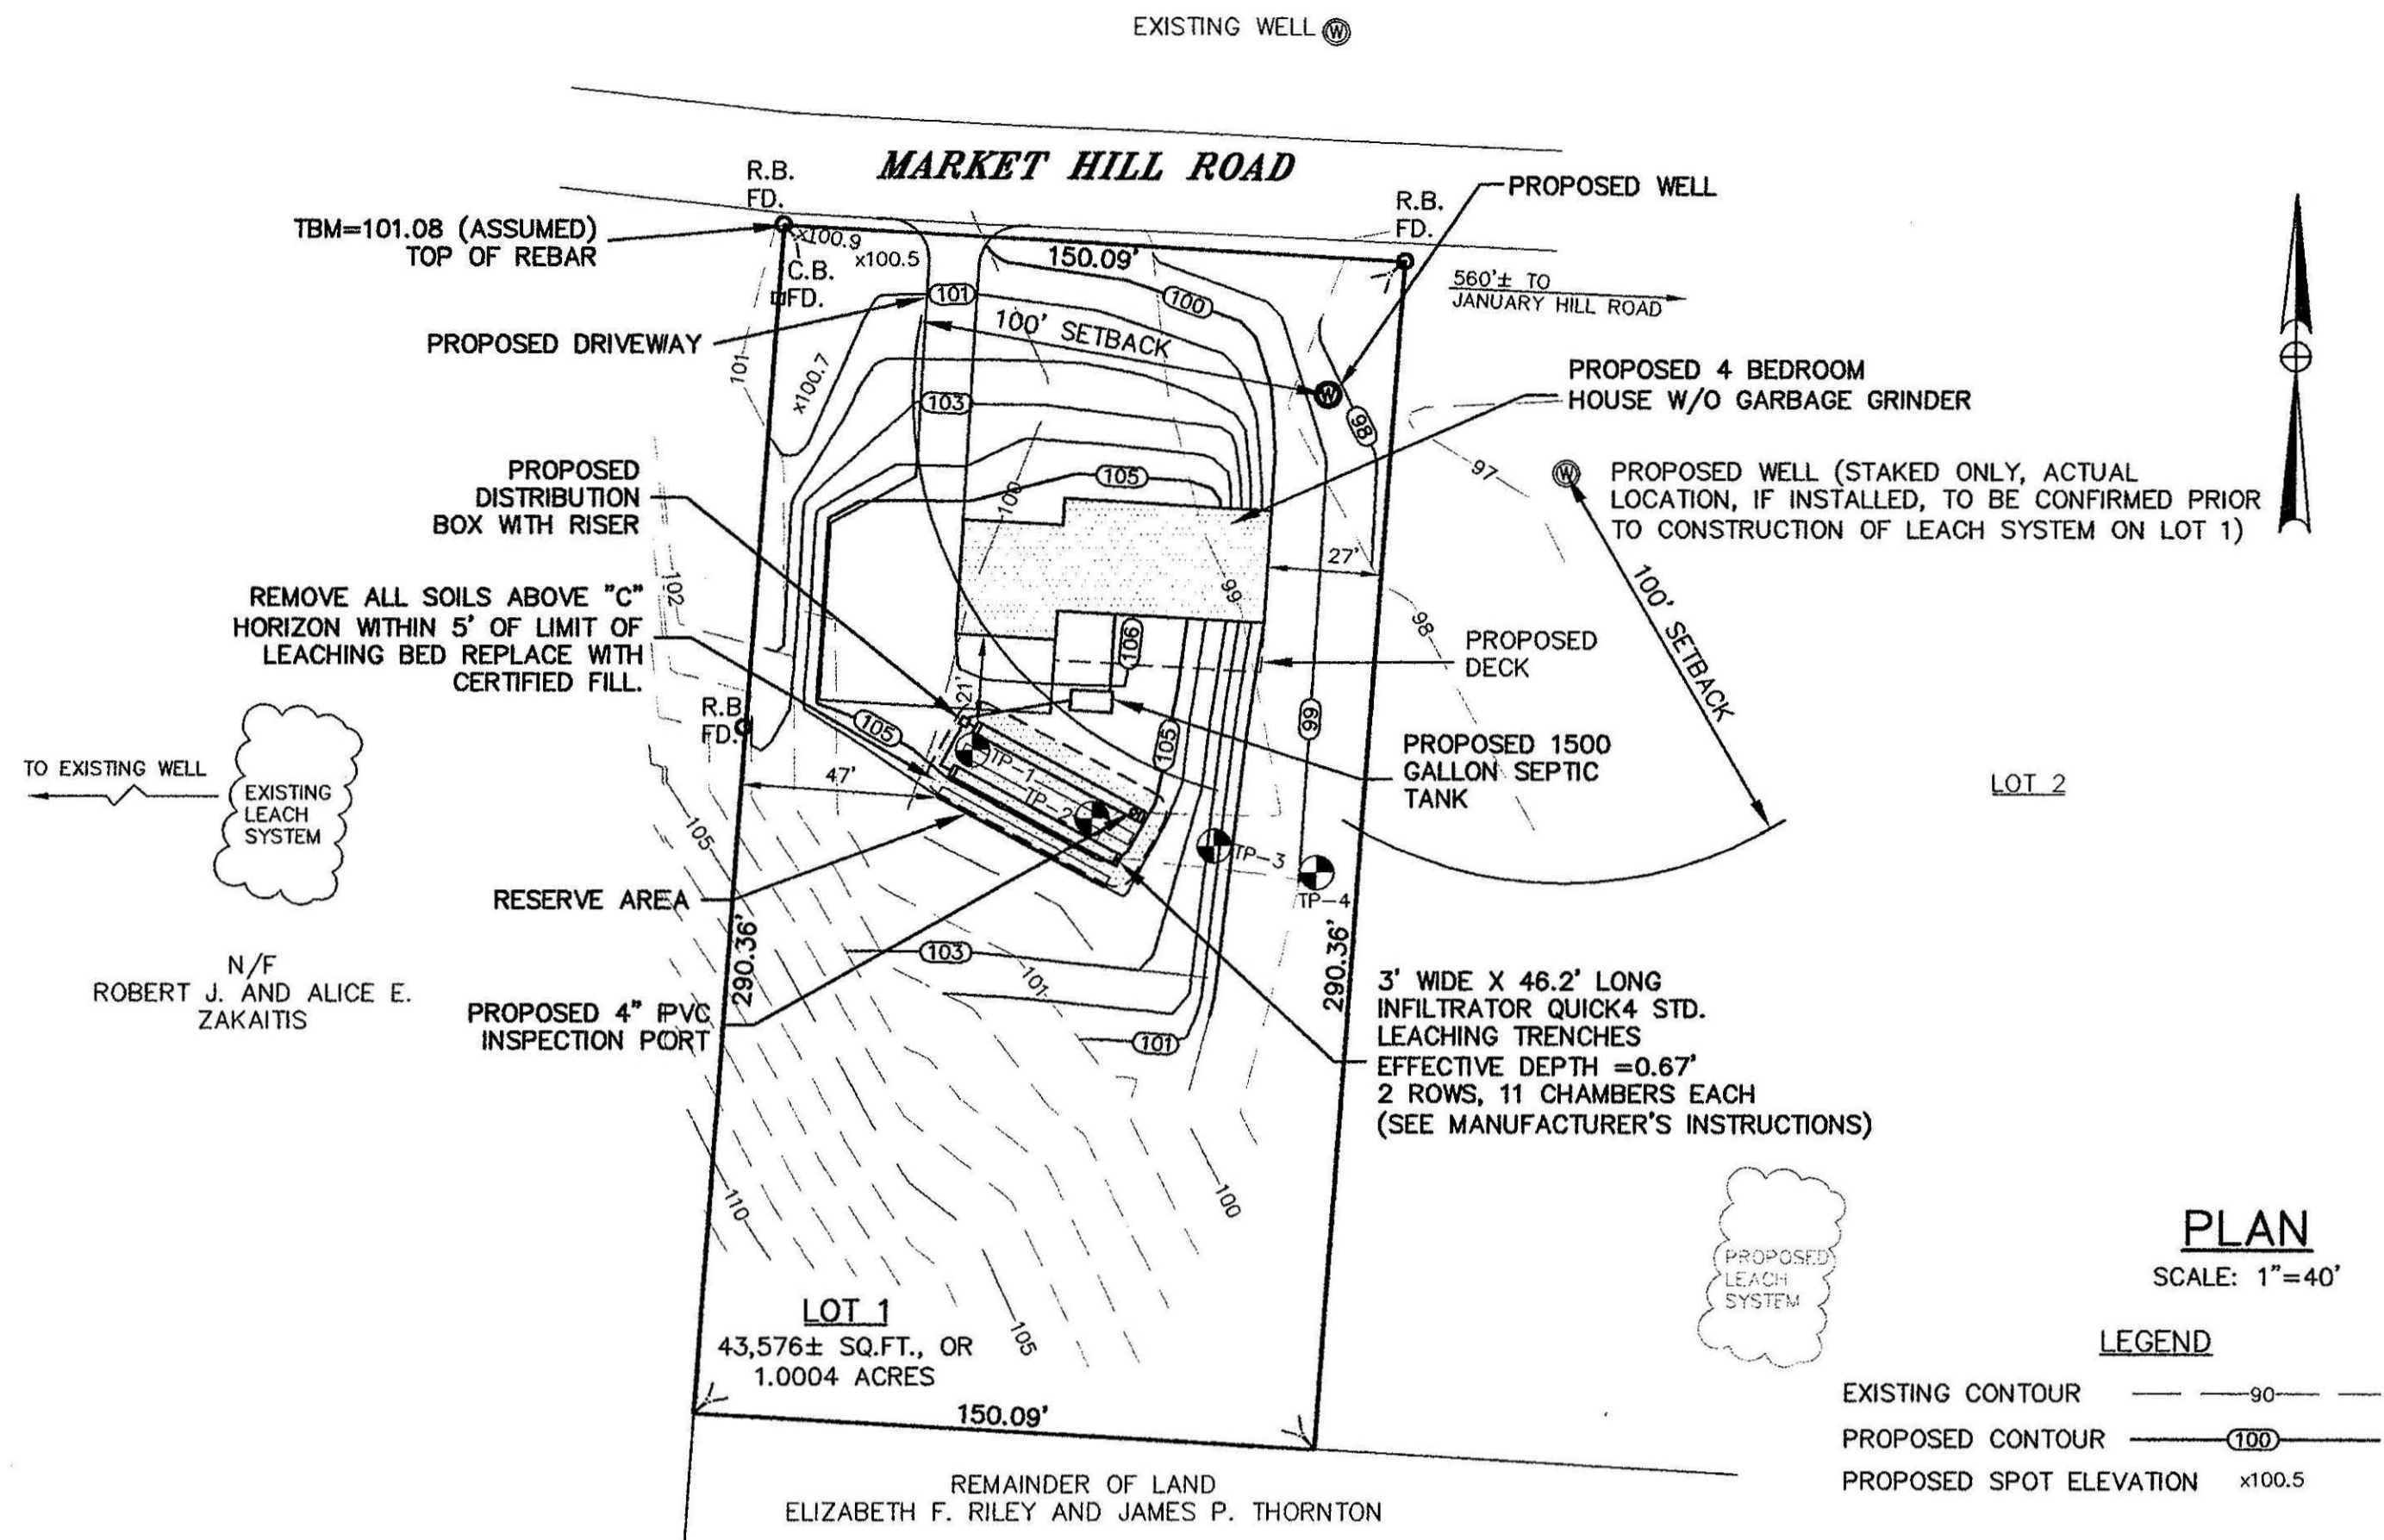 EXISTING WELL W
MARKET HILL ROAD
R.B.
FD.
R.B.
FD.
PROPOSED WELL
TBM=101.08 (ASSUMED)
TOP OF REBAR
x100.9
x100.5
150.09'
C.B.
FD.
101
100
560'± TO
JANUARY HILL ROAD
PROPOSED DRIVEWAY
100' SETBACK
101
x100.7
103
W
98
PROPOSED 4 BEDROOM
HOUSE W/O GARBAGE GRINDER
97
PROPOSED
DISTRIBUTION
BOX WITH RISER
105
100
W
PROPOSED WELL (STAKED ONLY, ACTUAL
LOCATION, IF INSTALLED, TO BE CONFIRMED PRIOR
TO CONSTRUCTION OF LEACH SYSTEM ON LOT 1)
27'
102
99
98
100' SETBACK
REMOVE ALL SOILS ABOVE "C"
HORIZON WITHIN 5' OF LIMIT OF
LEACHING BED REPLACE WITH
CERTIFIED FILL.
106
PROPOSED
DECK
21'
R.B.
FD.
105
105
99
PROPOSED 1500
GALLON SEPTIC
TANK
TO EXISTING WELL
EXISTING
LEACH
SYSTEM
47'
TP-1
TP-2
TP-3
TP-4
LOT 2
105
RESERVE AREA
290.36'
290.36'
103
101
N/F
ROBERT J. AND ALICE E.
ZAKAITIS
PROPOSED 4" PVC
INSPECTION PORT
101
3' WIDE X 46.2' LONG
INFILTRATOR QUICK4 STD.
LEACHING TRENCHES
EFFECTIVE DEPTH =0.67'
2 ROWS, 11 CHAMBERS EACH
(SEE MANUFACTURER'S INSTRUCTIONS)
110
100
105
PROPOSED
LEACH
SYSTEM
PLAN
SCALE: 1"=40'
LOT 1
43,576± SQ.FT., OR
1.0004 ACRES
150.09'
LEGEND
EXISTING CONTOUR 90
PROPOSED CONTOUR 100
PROPOSED SPOT ELEVATION x100.5
REMAINDER OF LAND
ELIZABETH F. RILEY AND JAMES P. THORNTON